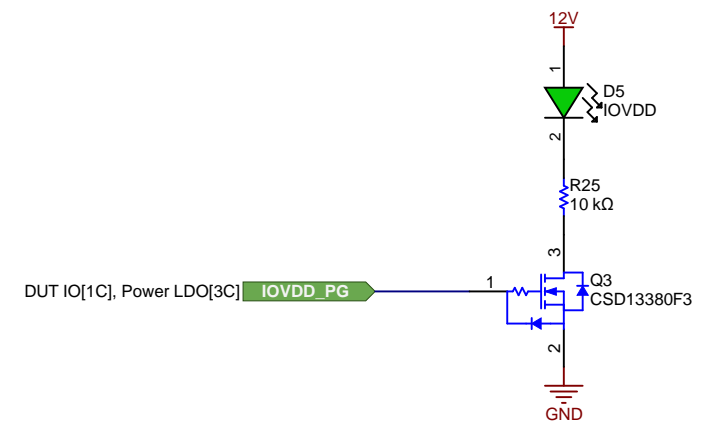 12V
1
D5
IOVDD
2
R25
10 kΩ
3
DUT IO[1C], Power LDO[3C] IOVDD_PG
1
Q3
CSD13380F3
2
GND